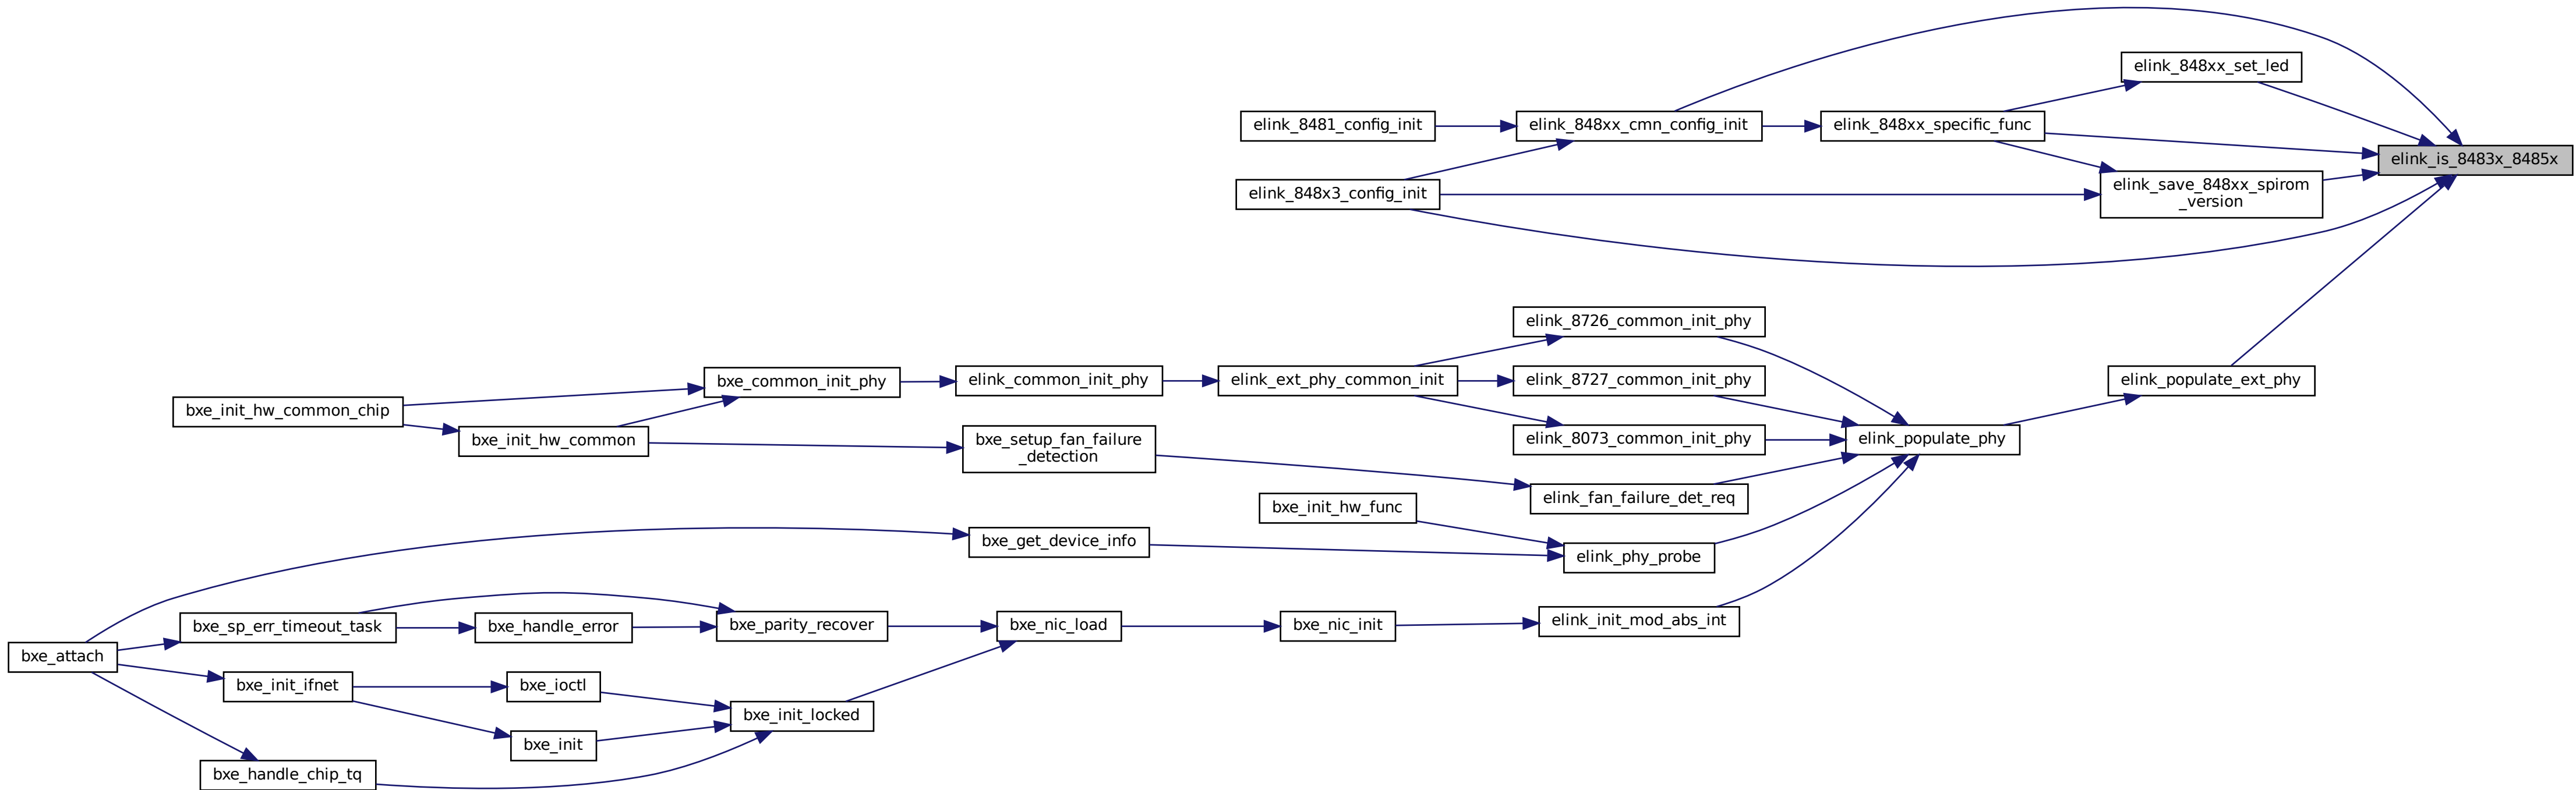 elink_848xx_set_led
elink_8481_config_init
elink_848xx_cmn_config_init
elink_848xx_specific_func
elink_is_8483x_8485x
elink_848x3_config_init
elink_save_848xx_spirom
_version
elink_8726_common_init_phy
bxe_common_init_phy
elink_common_init_phy
elink_ext_phy_common_init
elink_8727_common_init_phy
elink_populate_ext_phy
bxe_init_hw_common_chip
bxe_init_hw_common
bxe_setup_fan_failure
_detection
elink_8073_common_init_phy
elink_populate_phy
elink_fan_failure_det_req
bxe_init_hw_func
bxe_get_device_info
elink_phy_probe
bxe_sp_err_timeout_task
bxe_handle_error
bxe_parity_recover
bxe_nic_load
bxe_nic_init
elink_init_mod_abs_int
bxe_attach
bxe_init_ifnet
bxe_ioctl
bxe_init_locked
bxe_init
bxe_handle_chip_tq